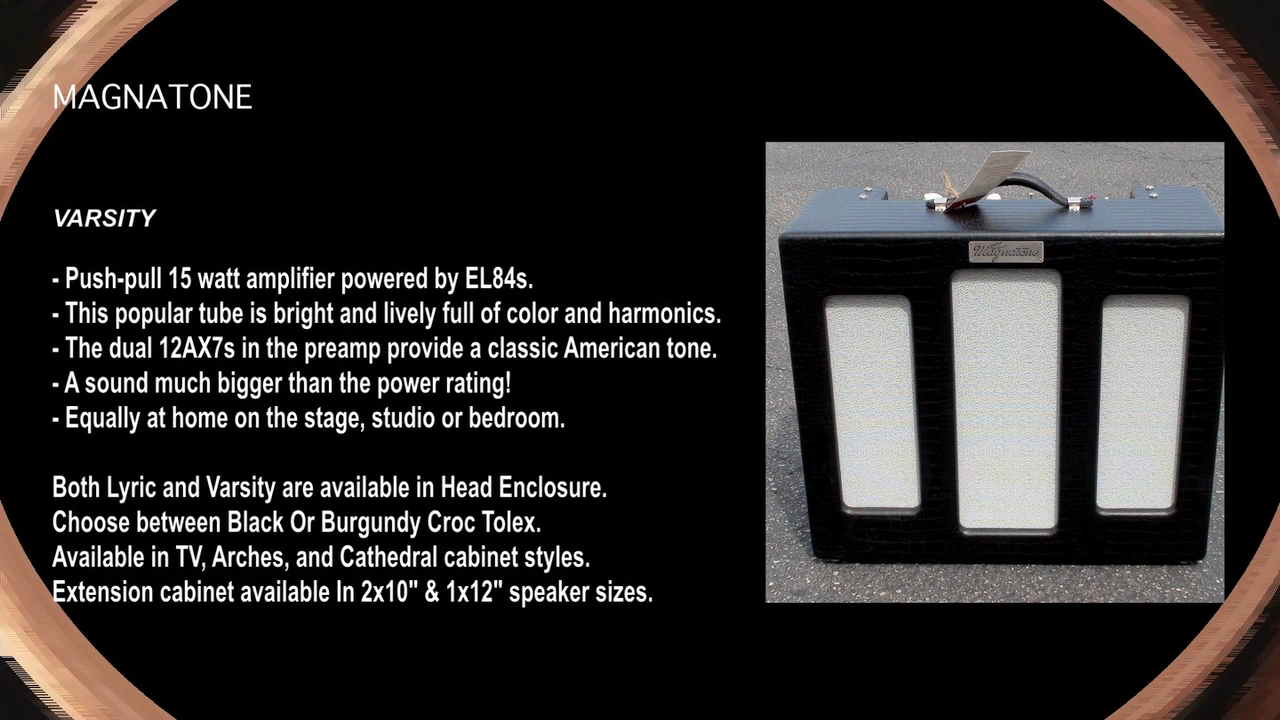 MAGNATONE
VARSITY
- Push-pull 15 watt amplifier powered by EL84s.
- This popular tube is bright and lively full of color and harmonics.
- The dual 12AX7s in the preamp provide a classic American tone.
- A sound much bigger than the power rating!
- Equally at home on the stage, studio or bedroom.
Both Lyric and Varsity are available in Head Enclosure.
Choose between Black Or Burgundy Croc Tolex.
Available in TV, Arches, and Cathedral cabinet styles.
Extension cabinet available In 2x10" & 1x12" speaker sizes.
Magnatone